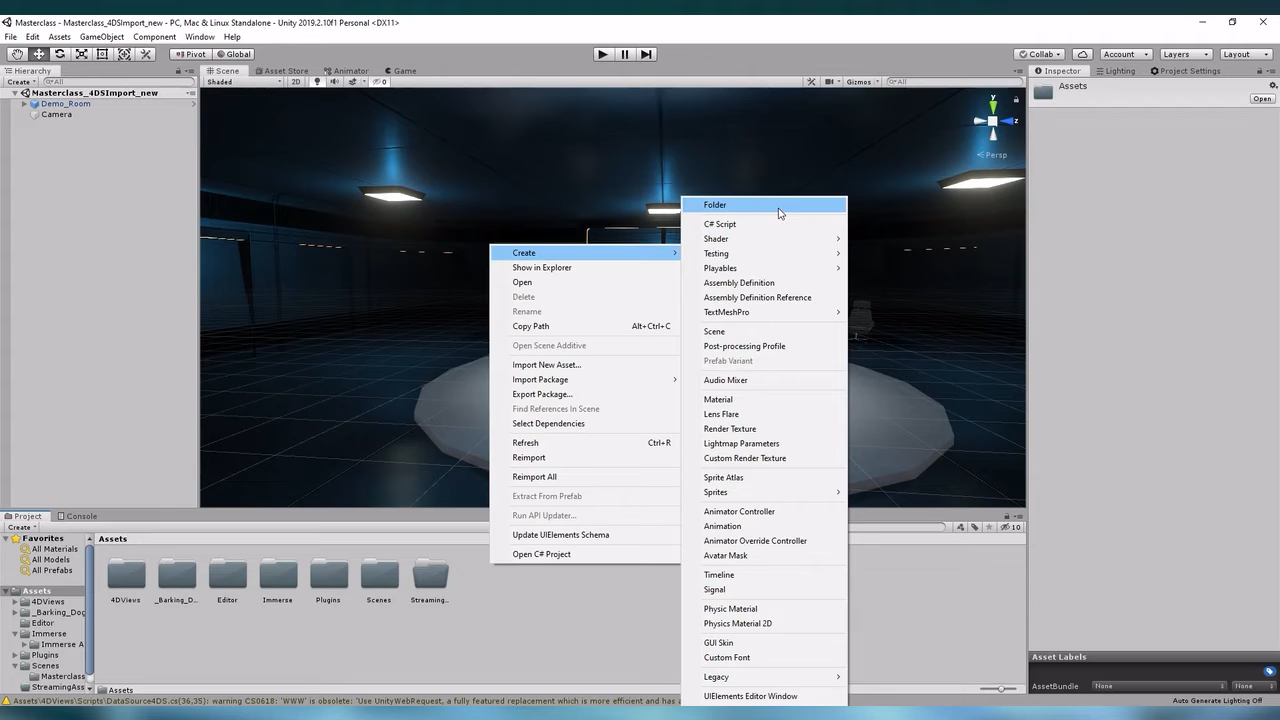 Masterclass - Masterclass_4DSImport_new - PC, Mac & Linux Standalone - Unity 2019.2.10f1 Personal <DX11>
File Edit Assets GameObject Component Window Help
Pivot Global Collab Account Layers Layout
Hierarchy Scene Asset Store Animator Game Inspector Lighting Project Settings
Create All Shaded 2D 0 Gizmos All
Masterclass_4DSImport_new
Demo_Room
Camera
Assets
Open
y
z
Persp
Create
Show in Explorer
Open
Delete
Rename
Copy Path Alt+Ctrl+C
Open Scene Additive
Import New Asset...
Import Package
Export Package...
Find References In Scene
Select Dependencies
Refresh Ctrl+R
Reimport
Reimport All
Extract From Prefab
Run API Updater...
Update UIElements Schema
Open C# Project
Folder
C# Script
Shader
Testing
Playables
Assembly Definition
Assembly Definition Reference
TextMeshPro
Scene
Post-processing Profile
Prefab Variant
Audio Mixer
Material
Lens Flare
Render Texture
Lightmap Parameters
Custom Render Texture
Sprite Atlas
Sprites
Animator Controller
Animation
Animator Override Controller
Avatar Mask
Timeline
Signal
Physic Material
Physics Material 2D
GUI Skin
Custom Font
Legacy
UIElements Editor Window
Project Console
Create 10
Favorites
All Materials
All Models
All Prefabs
Assets
4DViews
_Barking_Dog
Editor
Immerse
Immerse A
Plugins
Scenes
Masterclass
StreamingAss
Assets
4DViews _Barking_D... Editor Immerse Plugins Scenes Streaming...
Assets
Asset Labels
AssetBundle None None
Assets\4DViews\Scripts\DataSource4DS.cs(36,35): warning CS0618: 'WWW' is obsolete: 'Use UnityWebRequest, a fully featured replacement which is more efficient and has a
Auto Generate Lighting Off